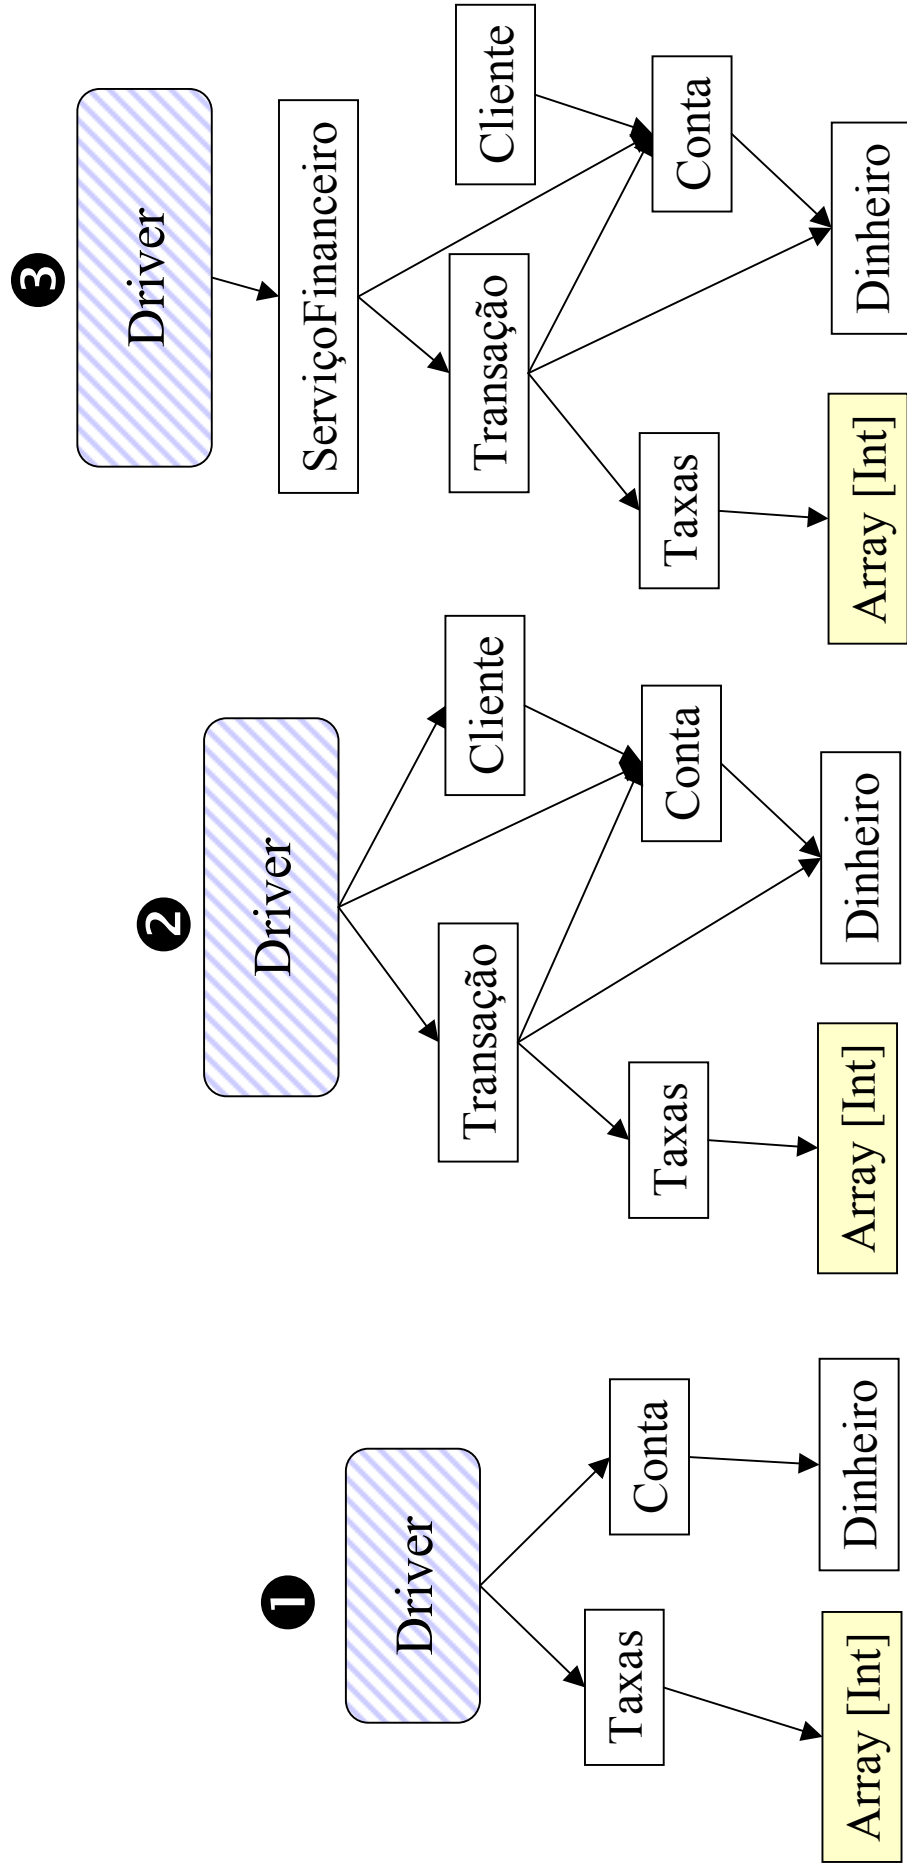 ❶
Driver
Taxas
Conta
Array [Int]
Dinheiro
❷
Driver
Transação
Cliente
Taxas
Conta
Array [Int]
Dinheiro
❸
Driver
ServiçoFinanceiro
Transação
Cliente
Taxas
Conta
Array [Int]
Dinheiro